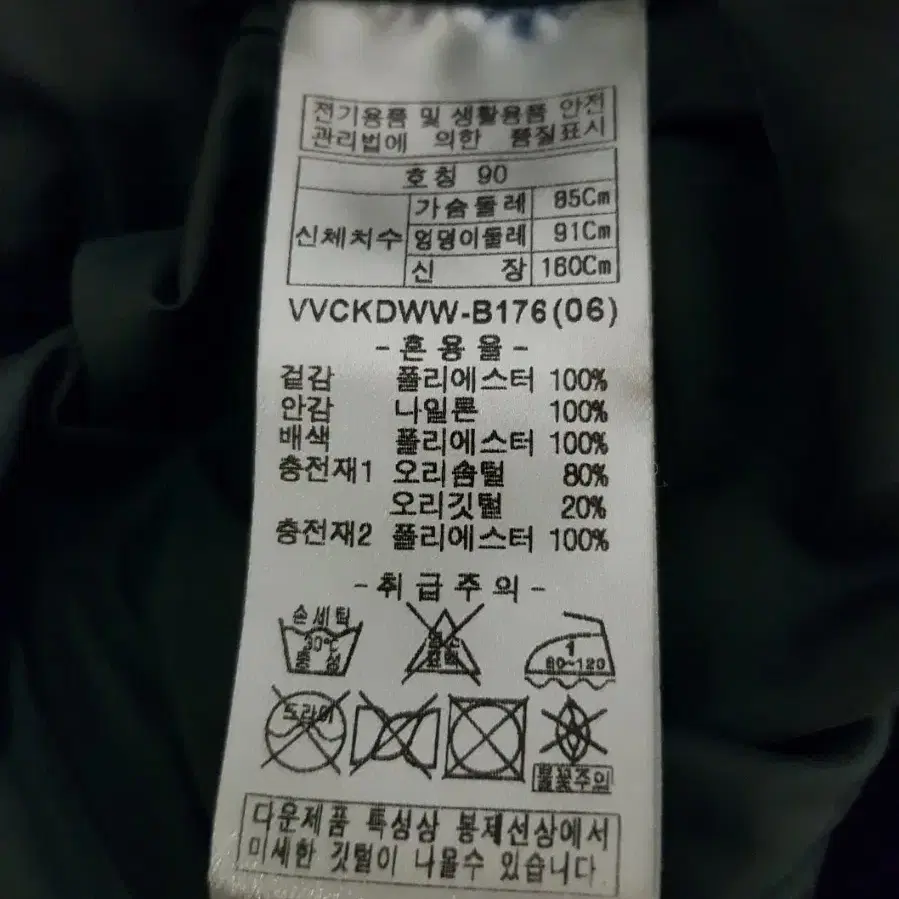 전기용품 및 생활용품 안전
관리법에 의한 품질표시
호칭 90
신체치수
가슴둘레 85Cm
엉덩이둘레 91Cm
신 장 160Cm
VVCKDWW-B176(06)
- 혼 용 율 -
겉감 폴리에스터 100%
안감 나일론 100%
배색 폴리에스터 100%
충전재1 오리솜털 80%
오리깃털 20%
충전재2 폴리에스터 100%
- 취 급 주 의 -
손세탁
30℃
중성
1
80~120
드라이
불꽃주의
다운제품 특성상 봉제선상에서
미세한 깃털이 나올수 있습니다